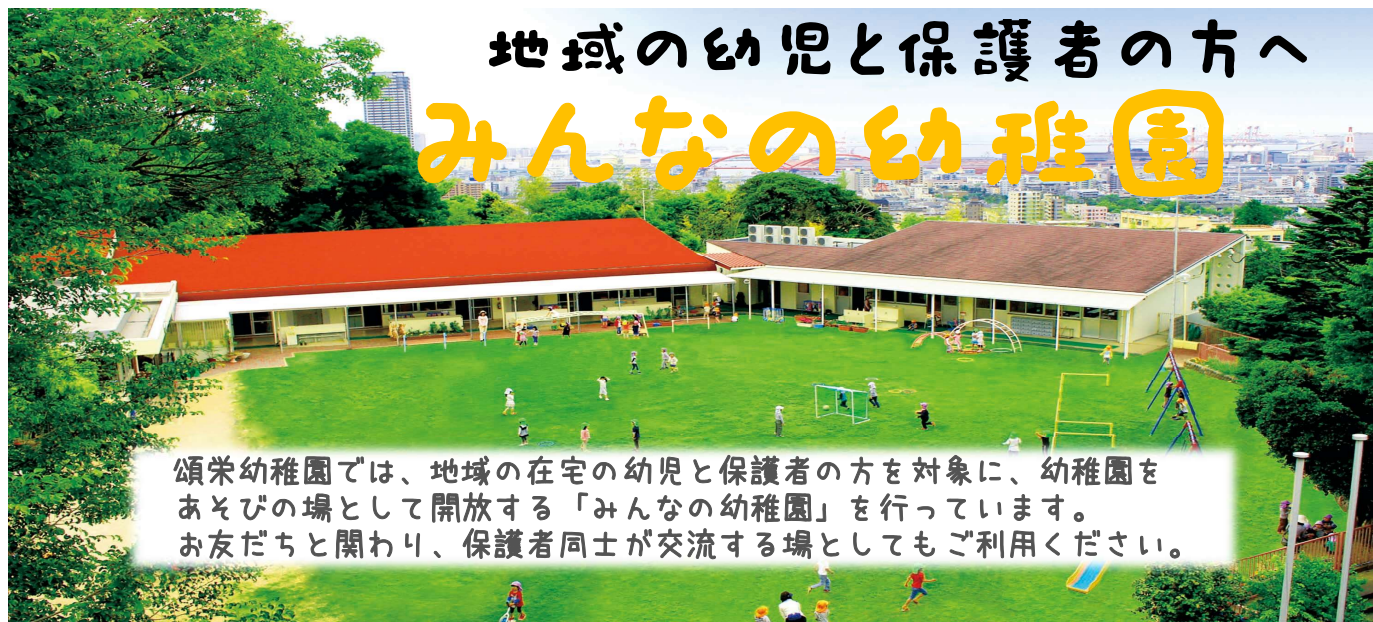 地域の幼児と保護者の方へ
みんなの幼稚園
頌栄幼稚園では、地域の在宅の幼児と保護者の方を対象に、幼稚園を
あそびの場として開放する「みんなの幼稚園」を行っています。
お友だちと関わり、保護者同士が交流する場としてもご利用ください。